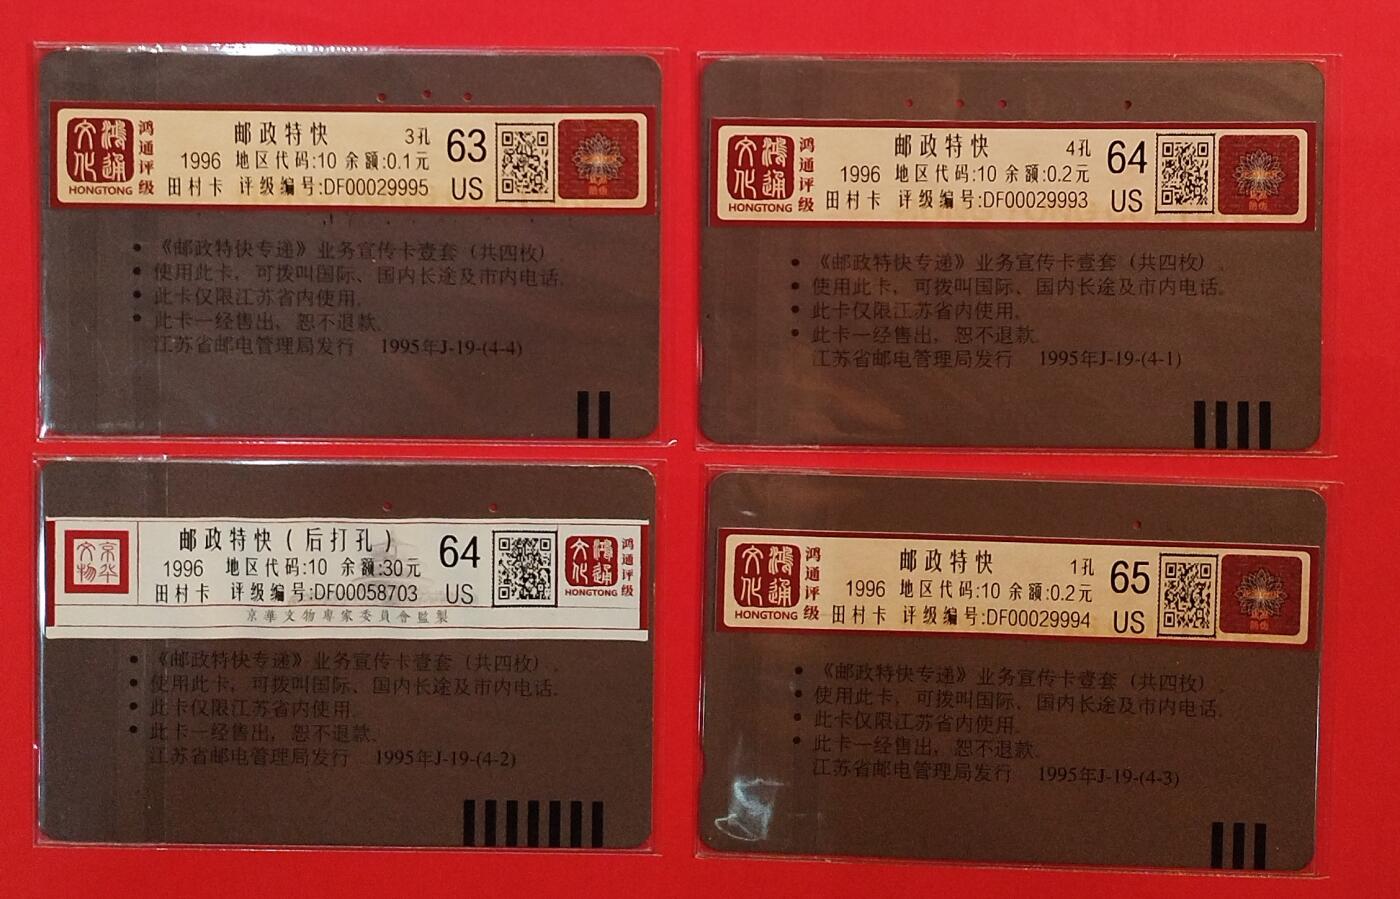 鸿通文化
HONGTONG
鸿通评级
邮政特快 3孔
1996 地区代码:10 余额:0.1元
田村卡 评级编号:DF00029995
63
US
防伪
• 《邮政特快专递》业务宣传卡壹套（共四枚）.
• 使用此卡，可拨叫国际、国内长途及市内电话.
• 此卡仅限江苏省内使用.
• 此卡一经售出，恕不退款.
江苏省邮电管理局发行 1995年J-19-(4-4)
鸿通文化
HONGTONG
鸿通评级
邮政特快 4孔
1996 地区代码:10 余额:0.2元
田村卡 评级编号:DF00029993
64
US
防伪
• 《邮政特快专递》业务宣传卡壹套（共四枚）.
• 使用此卡，可拨叫国际、国内长途及市内电话.
• 此卡仅限江苏省内使用.
• 此卡一经售出，恕不退款.
江苏省邮电管理局发行 1995年J-19-(4-1)
京华文物
邮政特快（后打孔）
1996 地区代码:10 余额:30元
田村卡 评级编号:DF00058703
64
US
鸿通文化
HONGTONG
鸿通评级
京華文物專家委員會監製
• 《邮政特快专递》业务宣传卡壹套（共四枚）.
• 使用此卡，可拨叫国际、国内长途及市内电话.
• 此卡仅限江苏省内使用.
• 此卡一经售出，恕不退款.
江苏省邮电管理局发行 1995年J-19-(4-2)
鸿通文化
HONGTONG
鸿通评级
邮政特快 1孔
1996 地区代码:10 余额:0.2元
田村卡 评级编号:DF00029994
65
US
防伪
• 《邮政特快专递》业务宣传卡壹套（共四枚）.
• 使用此卡，可拨叫国际、国内长途及市内电话.
• 此卡仅限江苏省内使用.
• 此卡一经售出，恕不退款.
江苏省邮电管理局发行 1995年J-19-(4-3)